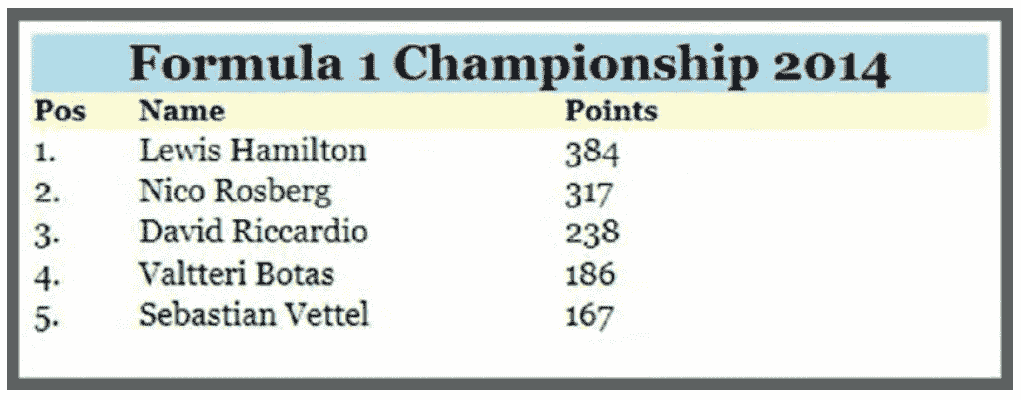 Formula 1 Championship 2014
Pos Name Points
1. Lewis Hamilton 384
2. Nico Rosberg 317
3. David Riccardio 238
4. Valtteri Botas 186
5. Sebastian Vettel 167